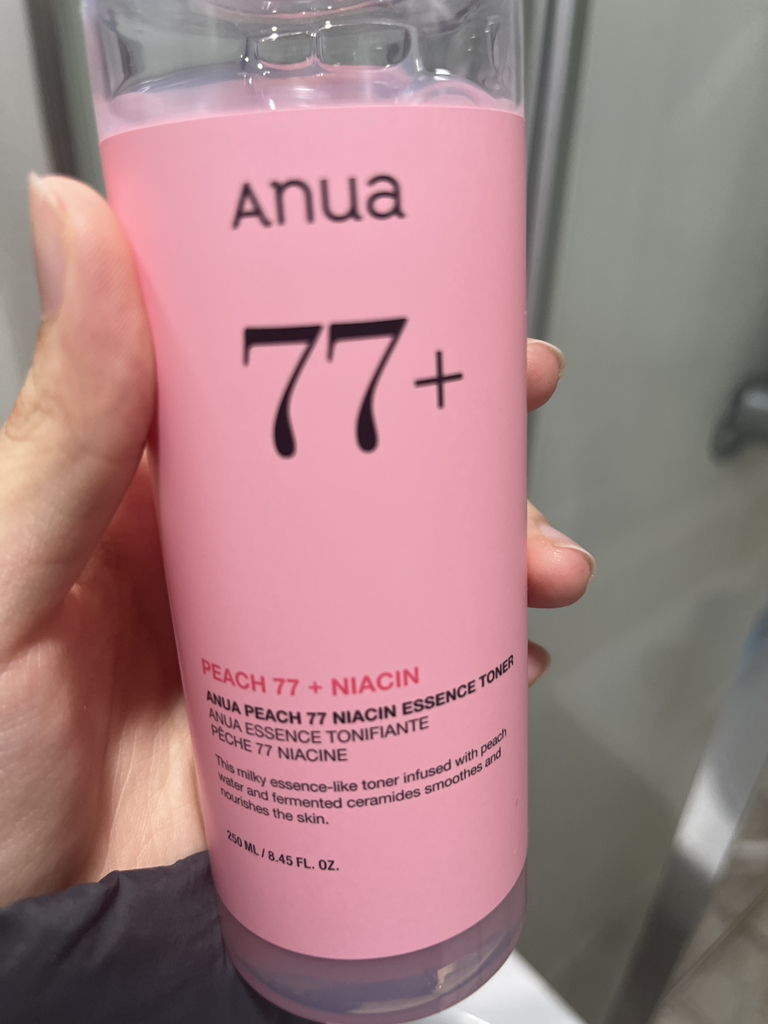 Anua
77+
PEACH 77 + NIACIN
ANUA PEACH 77 NIACIN ESSENCE TONER
ANUA ESSENCE TONIFIANTE
PÊCHE 77 NIACINE
This milky essence-like toner infused with peach
water and fermented ceramides smoothes and
nourishes the skin.
250 ML / 8.45 FL. OZ.